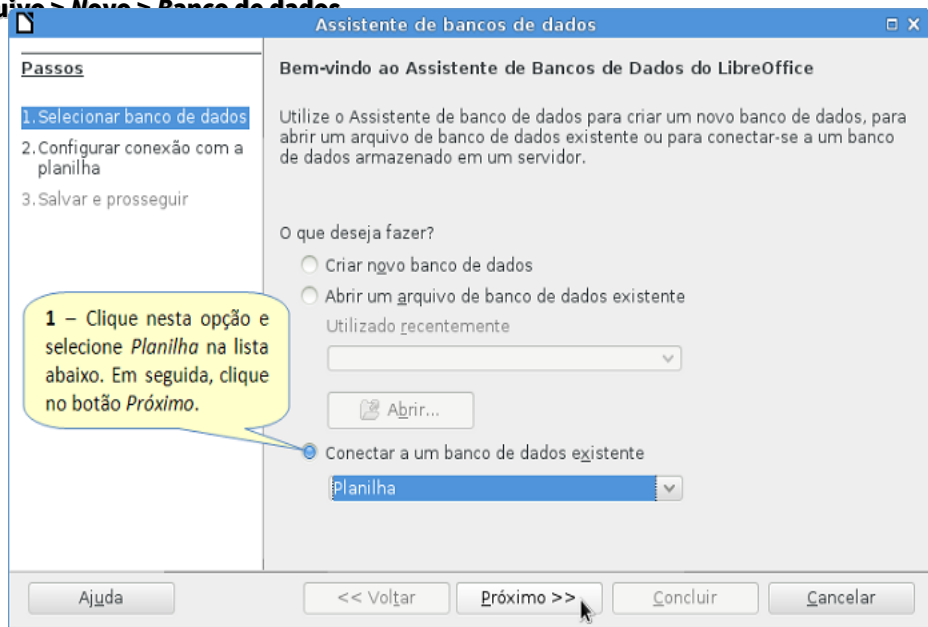 > Novo > Banco de dados
Assistente de bancos de dados
Passos
1. Selecionar banco de dados
2. Configurar conexão com a
planilha
3. Salvar e prosseguir
Bem-vindo ao Assistente de Bancos de Dados do LibreOffice
Utilize o Assistente de banco de dados para criar um novo banco de dados, para
abrir um arquivo de banco de dados existente ou para conectar-se a um banco
de dados armazenado em um servidor.
O que deseja fazer?
Criar novo banco de dados
Abrir um arquivo de banco de dados existente
Utilizado recentemente
Abrir...
1 – Clique nesta opção e
selecione Planilha na lista
abaixo. Em seguida, clique
no botão Próximo.
Conectar a um banco de dados existente
Planilha
Ajuda
<< Voltar
Próximo >>
Concluir
Cancelar